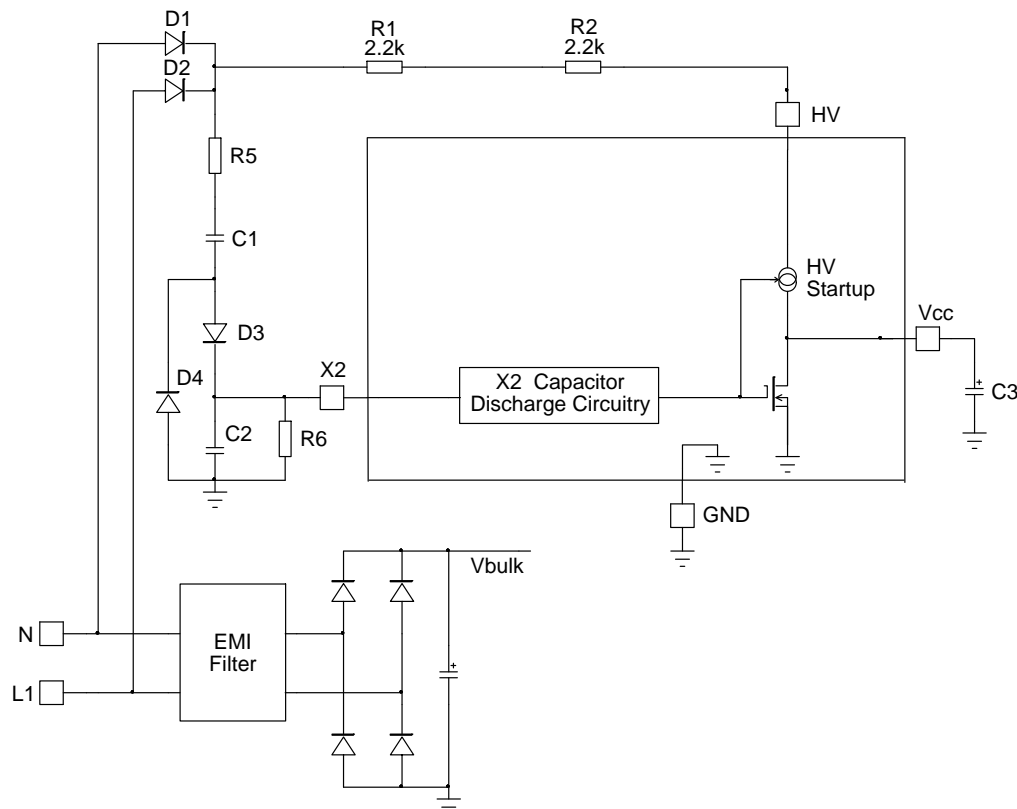 D1
R1
2.2k
R2
2.2k
D2
HV
R5
C1
HV
Startup
D3
Vcc
X2
D4
X2 Capacitor
Discharge Circuitry
C3
C2
R6
GND
Vbulk
N
EMI
Filter
L1